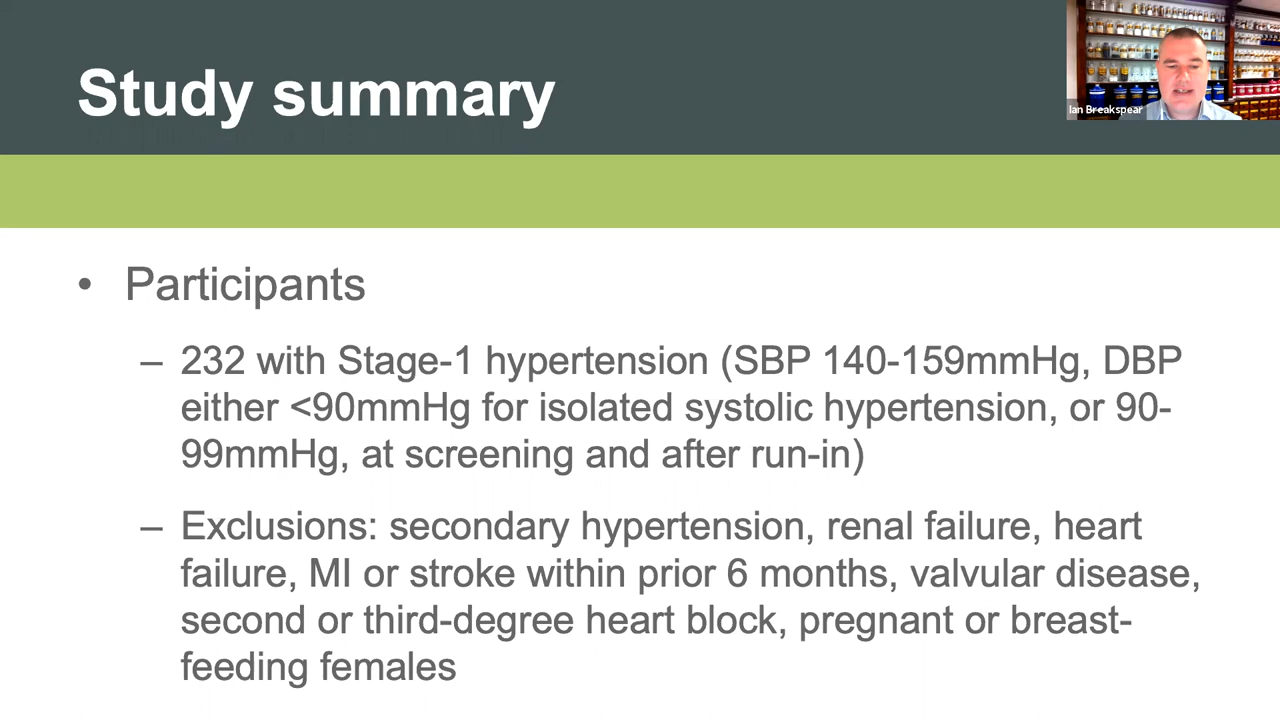 Study summary
Ian Breakspear
• Participants
– 232 with Stage-1 hypertension (SBP 140-159mmHg, DBP
either <90mmHg for isolated systolic hypertension, or 90-
99mmHg, at screening and after run-in)
– Exclusions: secondary hypertension, renal failure, heart
failure, MI or stroke within prior 6 months, valvular disease,
second or third-degree heart block, pregnant or breast-
feeding females